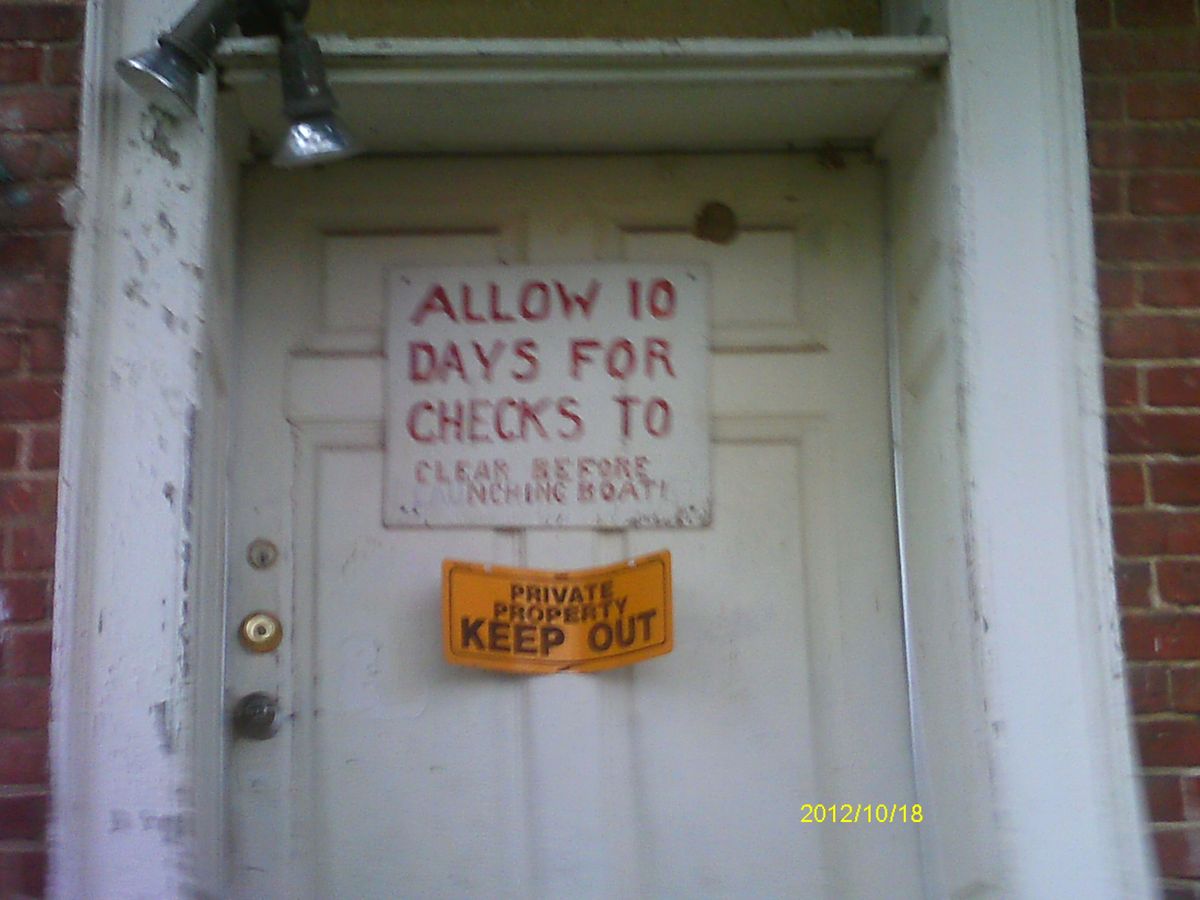 ALLOW 10
DAYS FOR
CHECKS TO
CLEAR BEFORE
LAUNCHING BOAT!
PRIVATE
PROPERTY
KEEP OUT
2012/10/18